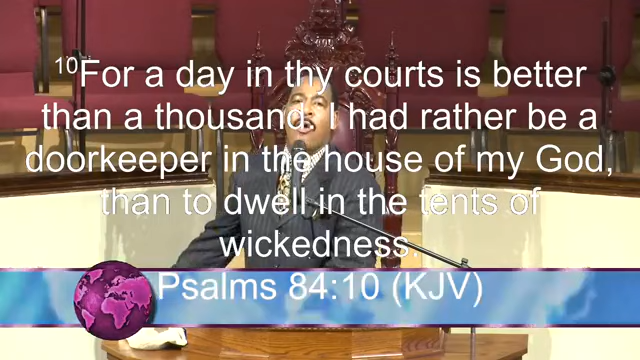 10For a day in thy courts is better
than a thousand. I had rather be a
doorkeeper in the house of my God,
than to dwell in the tents of
wickedness.
Psalms 84:10 (KJV)